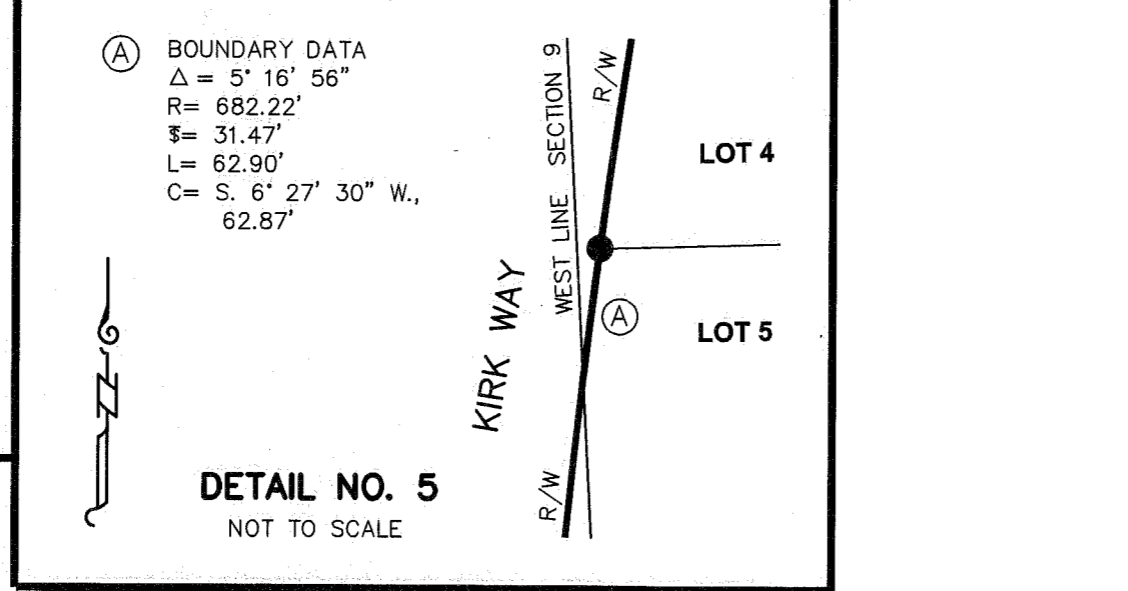 Ⓐ BOUNDARY DATA
Δ = 5° 16' 56"
R= 682.22'
T= 31.47'
L= 62.90'
C= S. 6° 27' 30" W.,
62.87'
WEST LINE SECTION 9
R/W
LOT 4
KIRK WAY
Ⓐ
LOT 5
R/W
N
DETAIL NO. 5
NOT TO SCALE